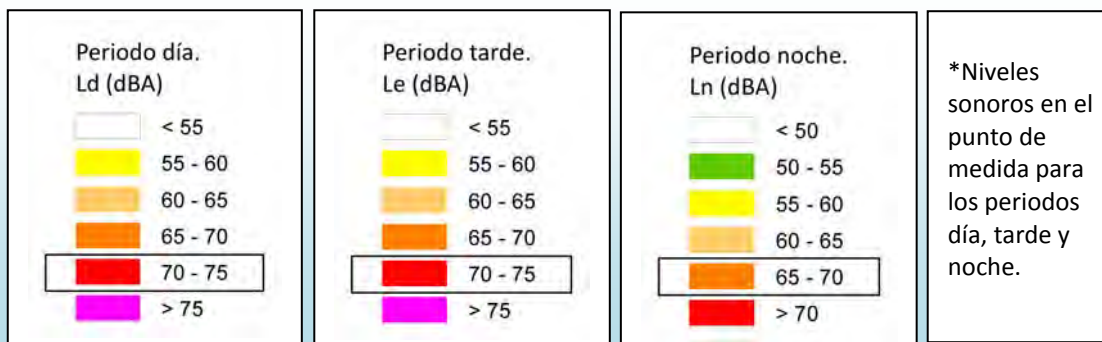 Periodo día.
Ld (dBA)
< 55
55 - 60
60 - 65
65 - 70
70 - 75
> 75
Periodo tarde.
Le (dBA)
< 55
55 - 60
60 - 65
65 - 70
70 - 75
> 75
Periodo noche.
Ln (dBA)
< 50
50 - 55
55 - 60
60 - 65
65 - 70
> 70
*Niveles
sonoros en el
punto de
medida para
los periodos
día, tarde y
noche.